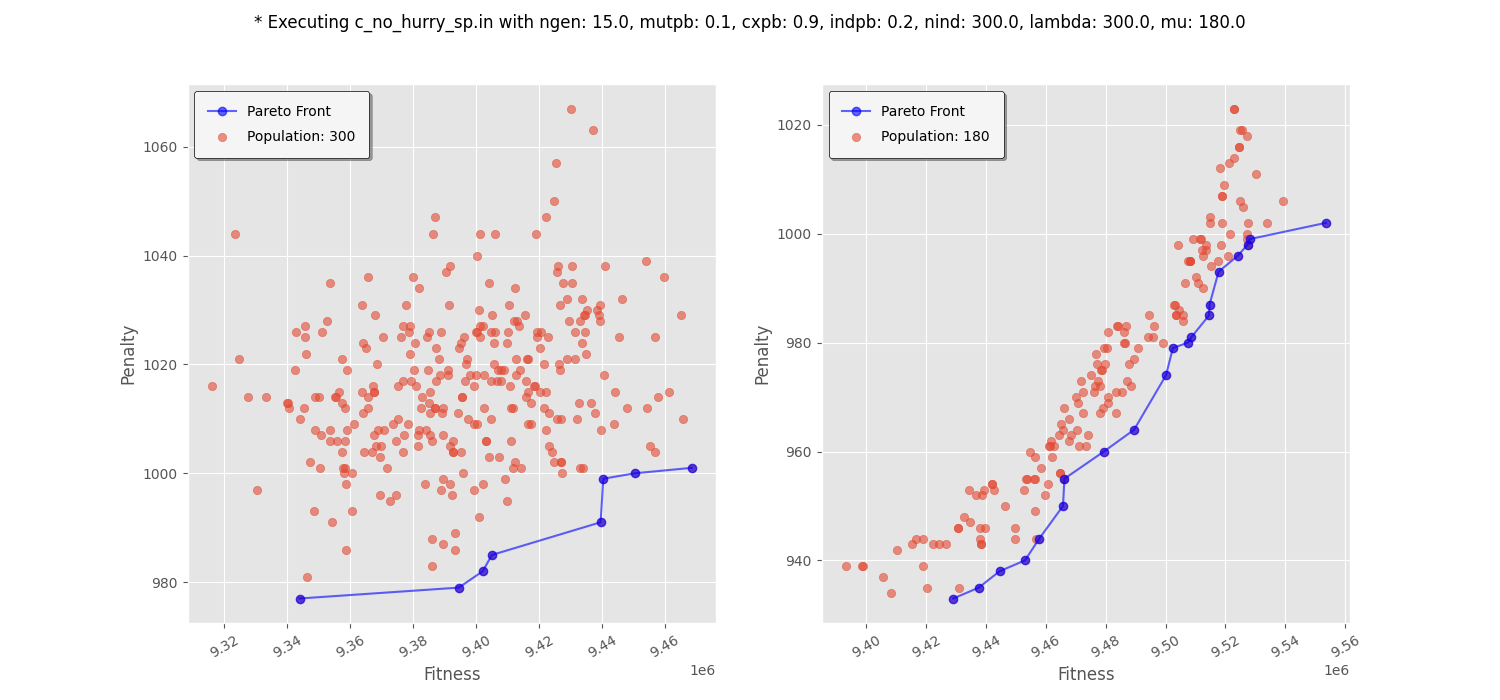 * Executing c_no_hurry_sp.in with ngen: 15.0, mutpb: 0.1, cxpb: 0.9, indpb: 0.2, nind: 300.0, lambda: 300.0, mu: 180.0
Pareto Front
Population: 300
Penalty
1060
1040
1020
1000
980
9.32 9.34 9.36 9.38 9.40 9.42 9.44 9.46
1e6
Fitness
Pareto Front
Population: 180
Penalty
1020
1000
980
960
940
9.40 9.42 9.44 9.46 9.48 9.50 9.52 9.54 9.56
1e6
Fitness